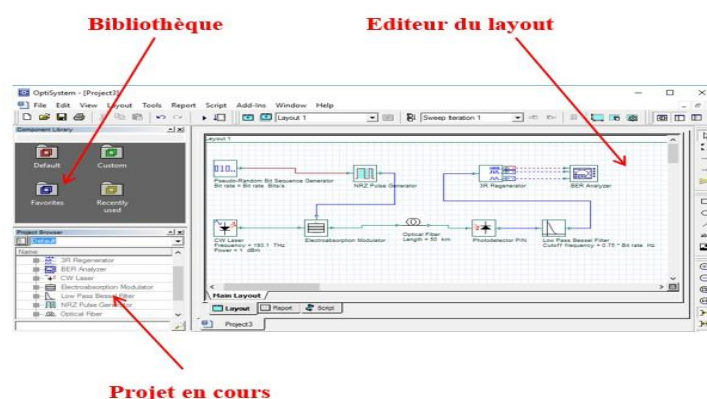 Bibliothèque
Editeur du layout
OptiSystem - [Project3]
File Edit View Layout Tools Report Script Add-Ins Window Help
Layout 1
Sweep Iteration 1
Component Library
Default
Custom
Favorites
Recently used
Project Browser
Default
Name
3R Regenerator
BER Analyzer
CW Laser
Electroabsorption Modulator
Low Pass Bessel Filter
NRZ Pulse Generator
Optical Fiber
Layout 1
010..
Pseudo-Random Bit Sequence Generator
Bit rate = Bit rate Bits/s
NRZ Pulse Generator
3R Regenerator
BER Analyzer
CW Laser
Frequency = 193.1 THz
Power = 1 dBm
Electroabsorption Modulator
Optical Fiber
Length = 50 km
Photodetector PIN
Low Pass Bessel Filter
Cutoff frequency = 0.75 * Bit rate Hz
Main Layout
Layout
Report
Script
Project3
Projet en cours